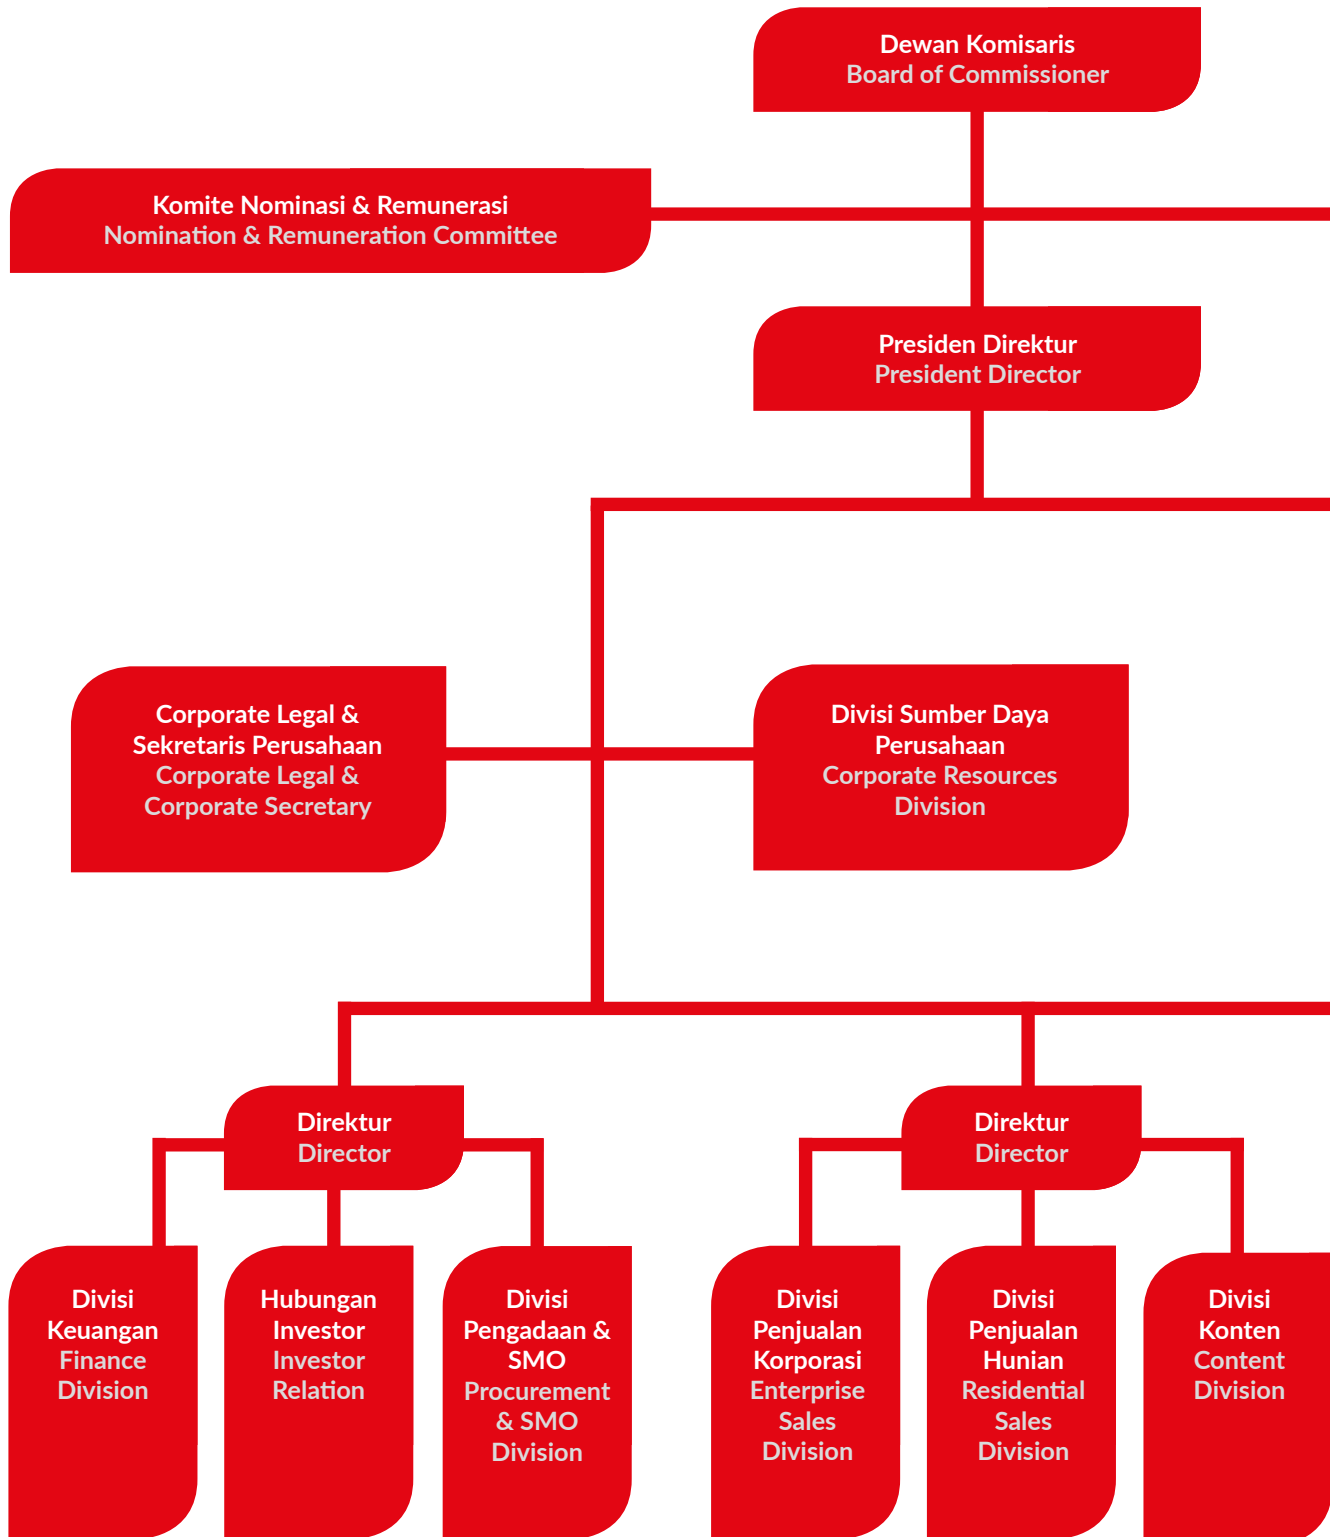 Dewan Komisaris
Board of Commissioner
Komite Nominasi & Remunerasi
Nomination & Remuneration Committee
Presiden Direktur
President Director
Corporate Legal &
Sekretaris Perusahaan
Corporate Legal &
Corporate Secretary
Divisi Sumber Daya
Perusahaan
Corporate Resources
Division
Direktur
Director
Direktur
Director
Divisi
Keuangan
Finance
Division
Hubungan
Investor
Investor
Relation
Divisi
Pengadaan &
SMO
Procurement
& SMO
Division
Divisi
Penjualan
Korporasi
Enterprise
Sales
Division
Divisi
Penjualan
Hunian
Residential
Sales
Division
Divisi
Konten
Content
Division